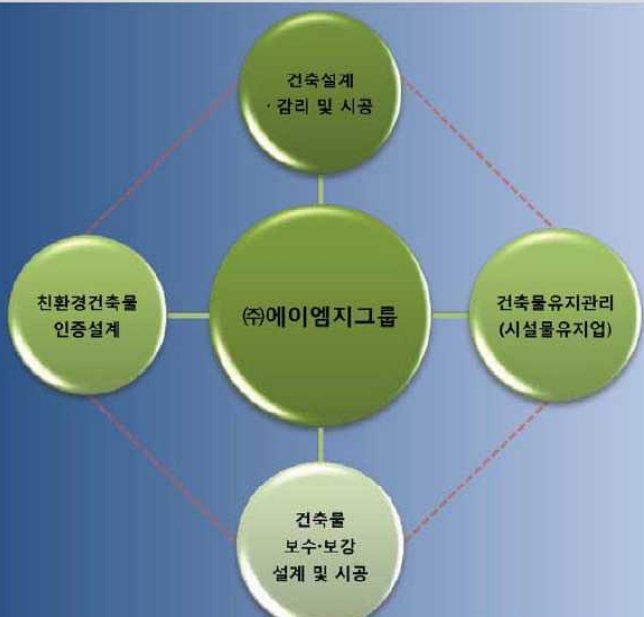 건축설계
· 감리 및 시공
친환경건축물
인증설계
㈜에이엠지그룹
건축물유지관리
(시설물유지업)
건축물
보수·보강
설계 및 시공